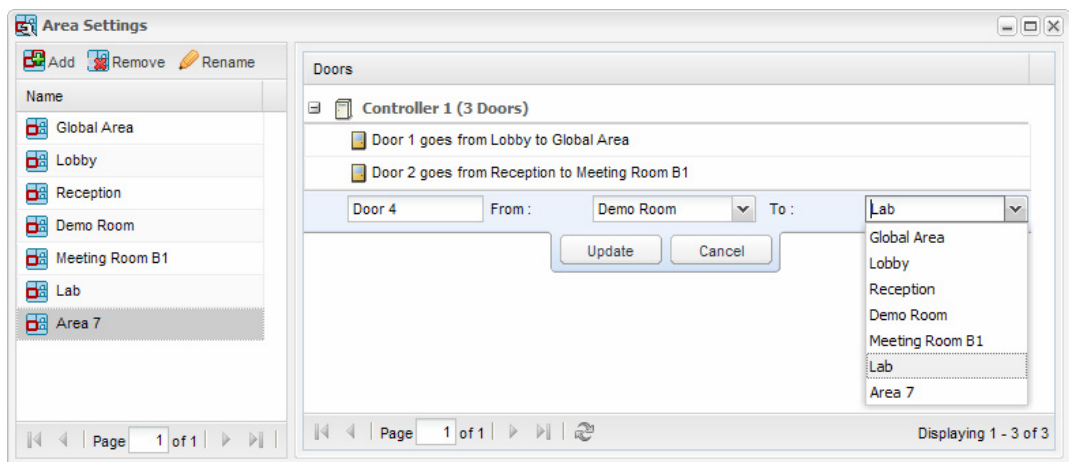 Area Settings
Add Remove Rename
Name
Global Area
Lobby
Reception
Demo Room
Meeting Room B1
Lab
Area 7
Page 1 of 1
Doors
Controller 1 (3 Doors)
Door 1 goes from Lobby to Global Area
Door 2 goes from Reception to Meeting Room B1
Door 4 From : Demo Room To : Lab
Update Cancel
Global Area
Lobby
Reception
Demo Room
Meeting Room B1
Lab
Area 7
Page 1 of 1 Displaying 1 - 3 of 3